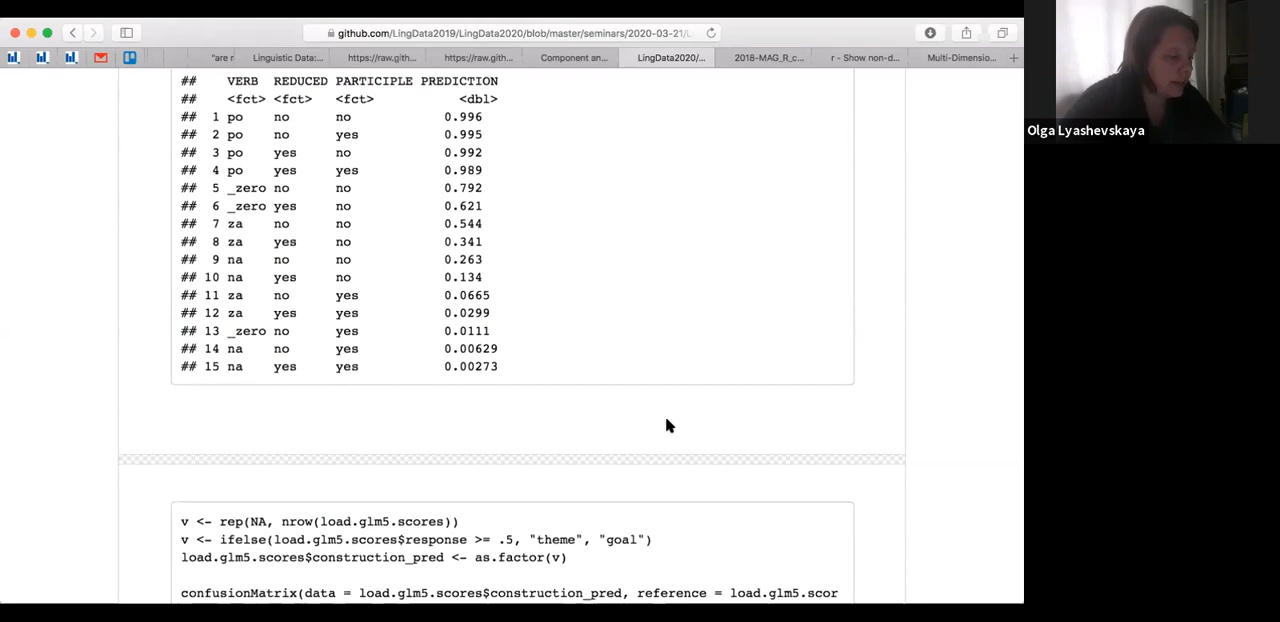 github.com/LingData2019/LingData2020/blob/master/seminars/2020-03-21/L
"are r
Linguistic Data:...
https://raw.gith...
https://raw.gith...
Component an...
LingData2020/...
2018-MAG_R_c...
r - Show non-d...
Multi-Dimensio...
Olga Lyashevskaya
## VERB REDUCED PARTICIPLE PREDICTION
## <fct> <fct> <fct> <dbl>
## 1 po no no 0.996
## 2 po no yes 0.995
## 3 po yes no 0.992
## 4 po yes yes 0.989
## 5 _zero no no 0.792
## 6 _zero yes no 0.621
## 7 za no no 0.544
## 8 za yes no 0.341
## 9 na no no 0.263
## 10 na yes no 0.134
## 11 za no yes 0.0665
## 12 za yes yes 0.0299
## 13 _zero no yes 0.0111
## 14 na no yes 0.00629
## 15 na yes yes 0.00273
v <- rep(NA, nrow(load.glm5.scores))
v <- ifelse(load.glm5.scores$response >= .5, "theme", "goal")
load.glm5.scores$construction_pred <- as.factor(v)
confusionMatrix(data = load.glm5.scores$construction_pred, reference = load.glm5.scor